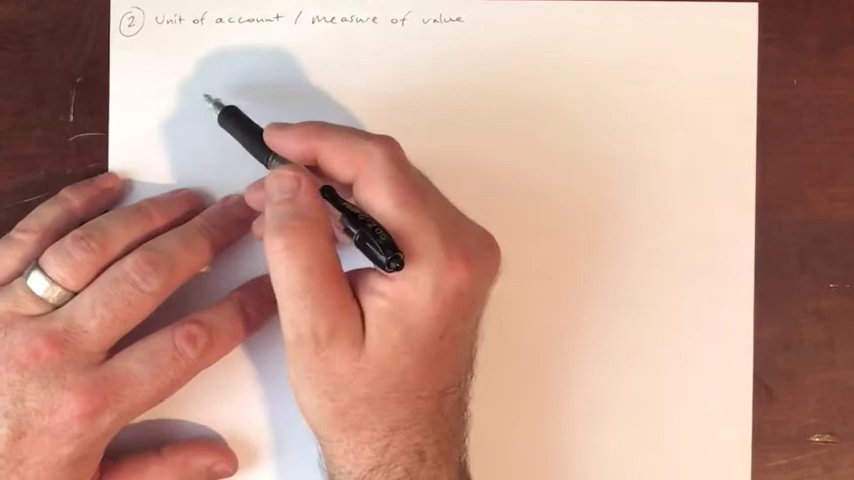 ② Unit of account / measure of value